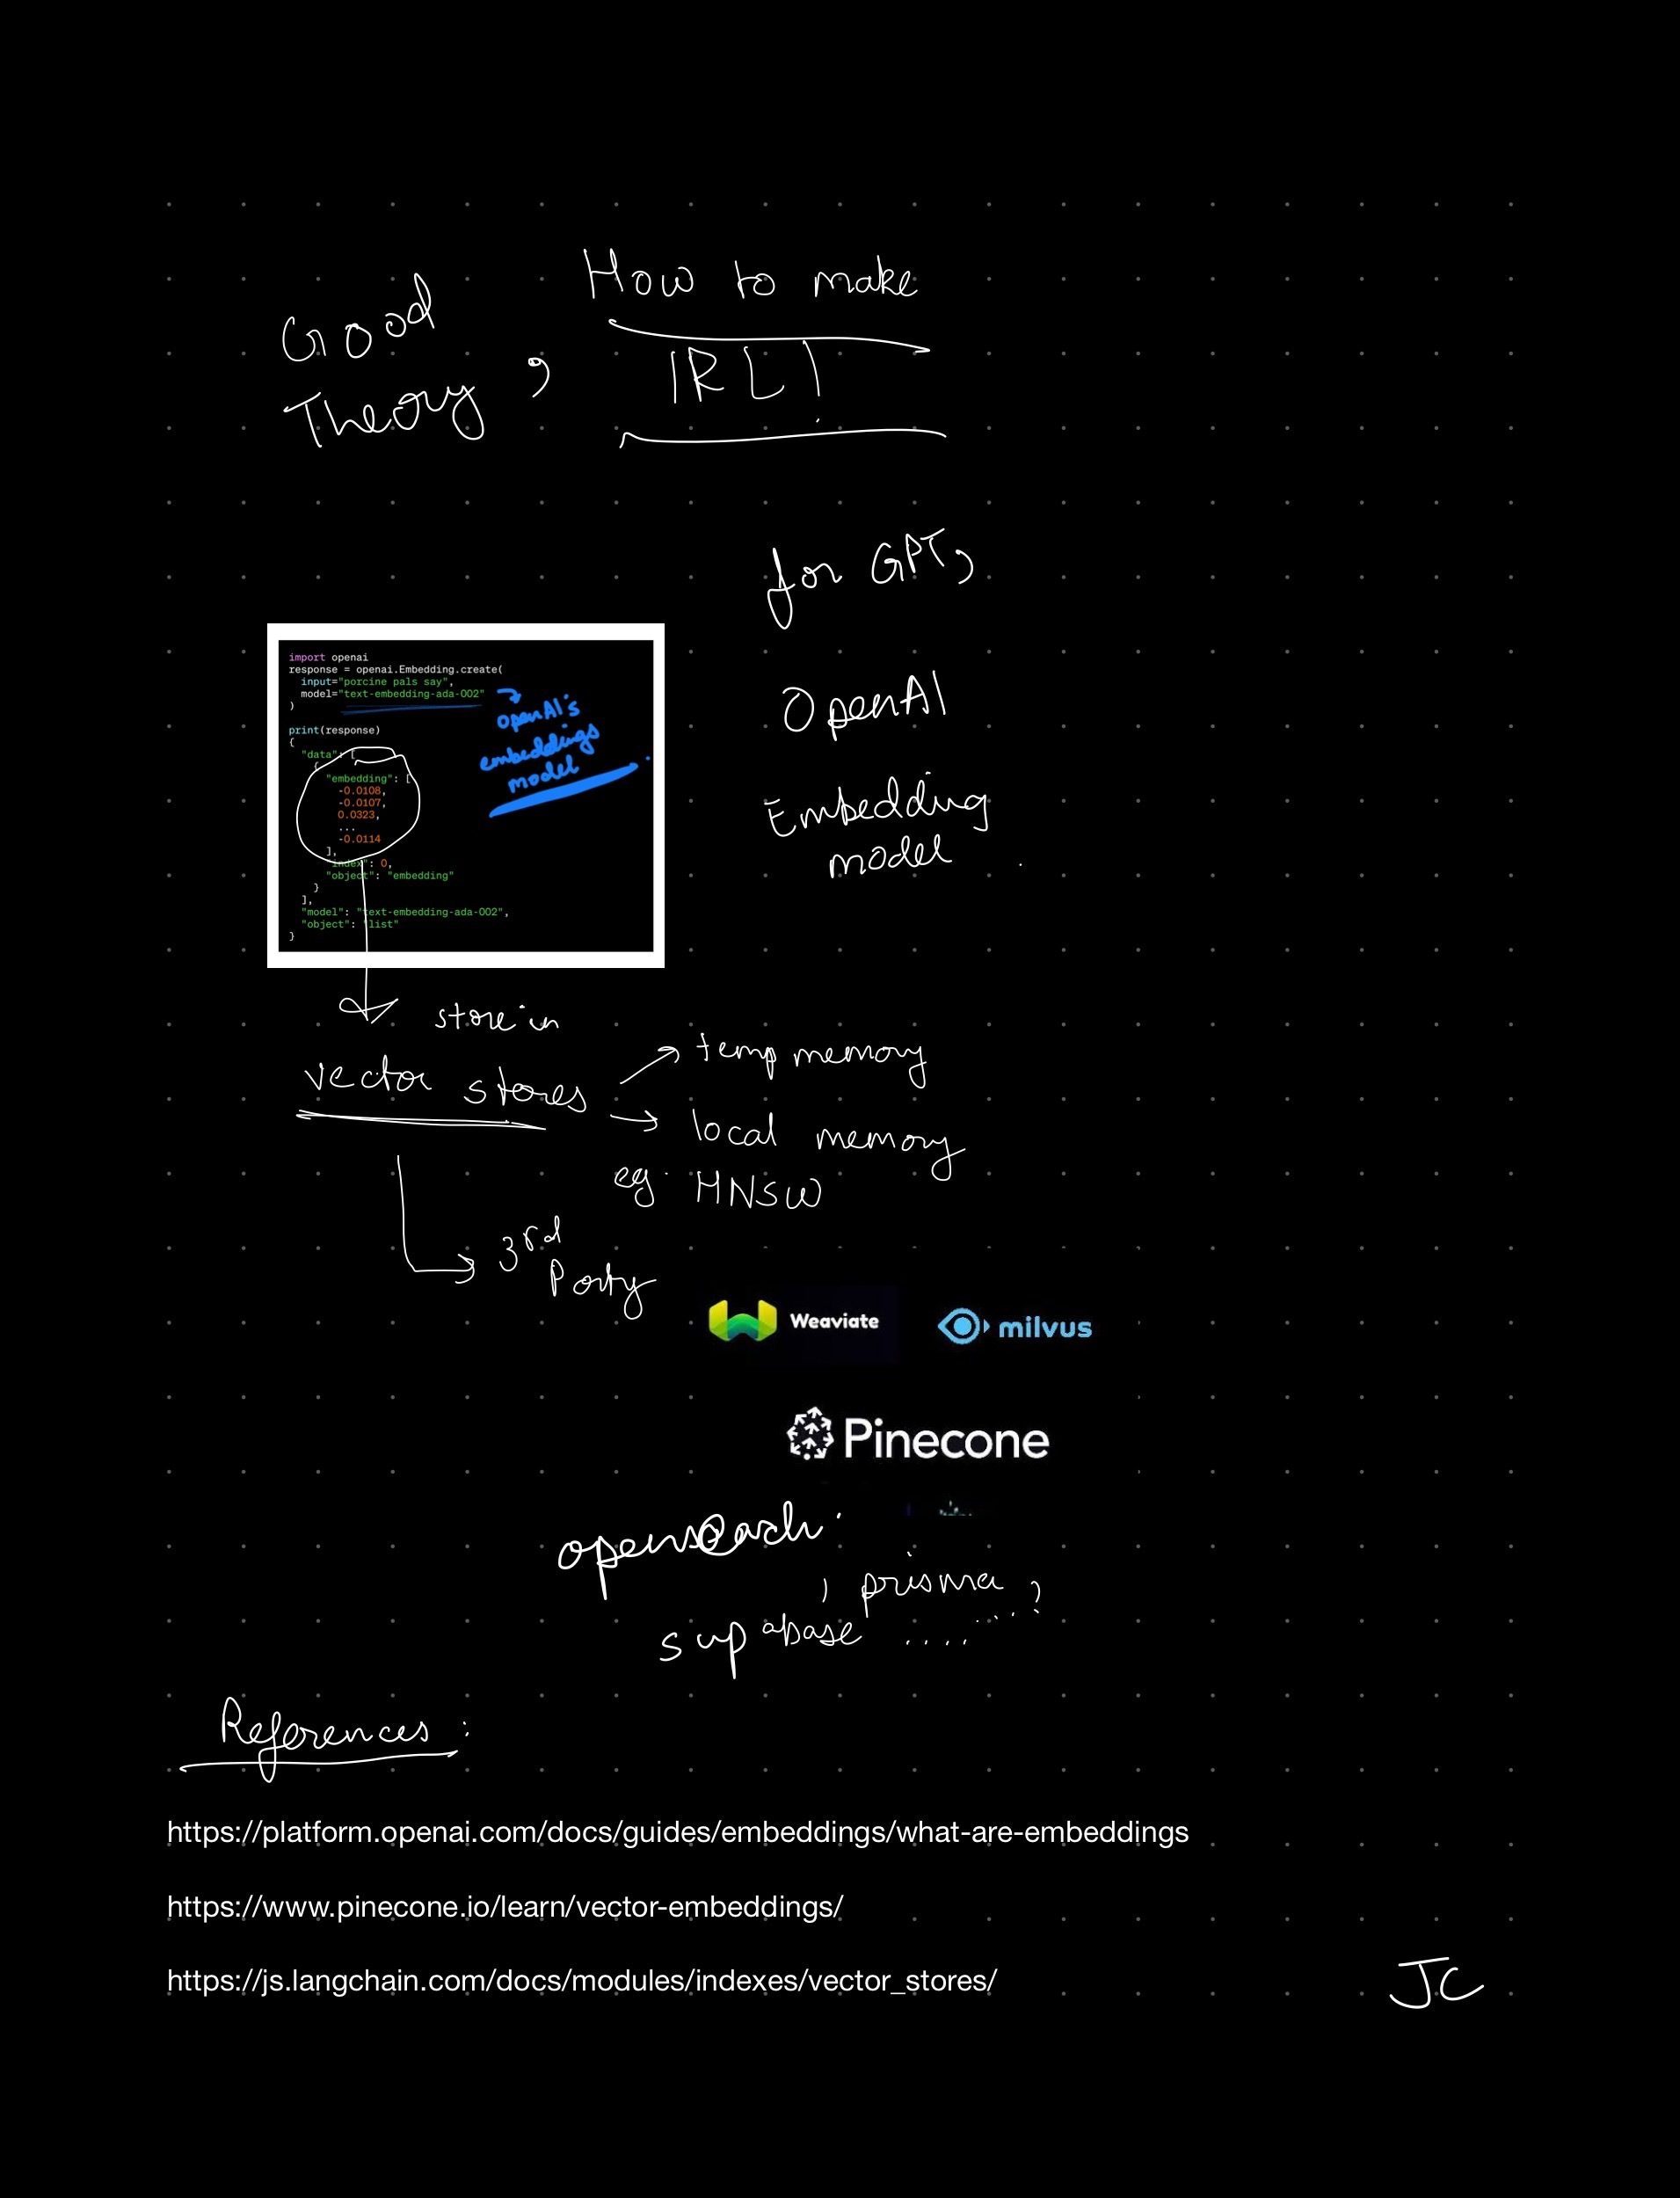 Good
Theory,
How to make
IRL!
for GPT,
OpenAI
Embedding
model
import openai
response = openai.Embedding.create(
  input="porcine pals say",
  model="text-embedding-ada-002"
)
print(response)
{
  "data": [
    {
      "embedding": [
        -0.0108,
        -0.0107,
        0.0323,
        ...
        -0.0114
      ],
      "index": 0,
      "object": "embedding"
    }
  ],
  "model": "text-embedding-ada-002",
  "object": "list"
}
OpenAI's
embeddings
model
store in
vector stores
temp memory
local memory
eg. HNSW
3rd
Party
Weaviate
milvus
Pinecone
opensearch
, prisma
supabase .......?
References:
https://platform.openai.com/docs/guides/embeddings/what-are-embeddings
https://www.pinecone.io/learn/vector-embeddings/
https://js.langchain.com/docs/modules/indexes/vector_stores/
JC